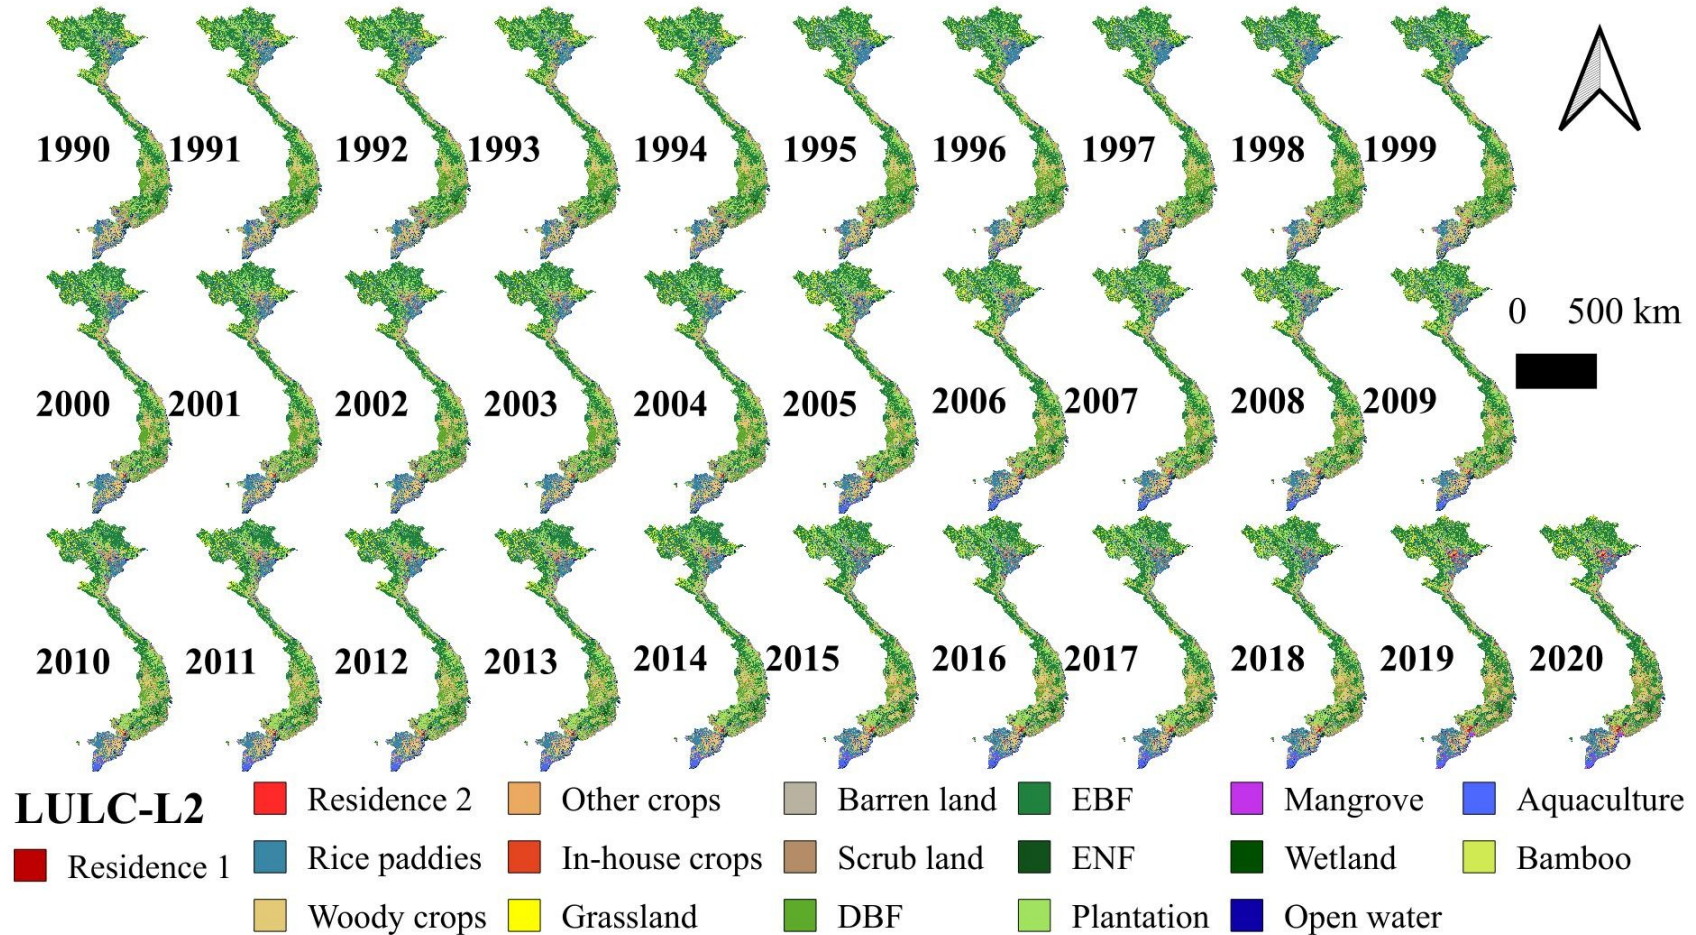 1990 1991 1992 1993 1994 1995 1996 1997 1998 1999
0 500 km
2000 2001 2002 2003 2004 2005 2006 2007 2008 2009
2010 2011 2012 2013 2014 2015 2016 2017 2018 2019 2020
LULC-L2
Residence 1
Residence 2
Rice paddies
Woody crops
Other crops
In-house crops
Grassland
Barren land
Scrub land
DBF
EBF
ENF
Plantation
Mangrove
Wetland
Open water
Aquaculture
Bamboo